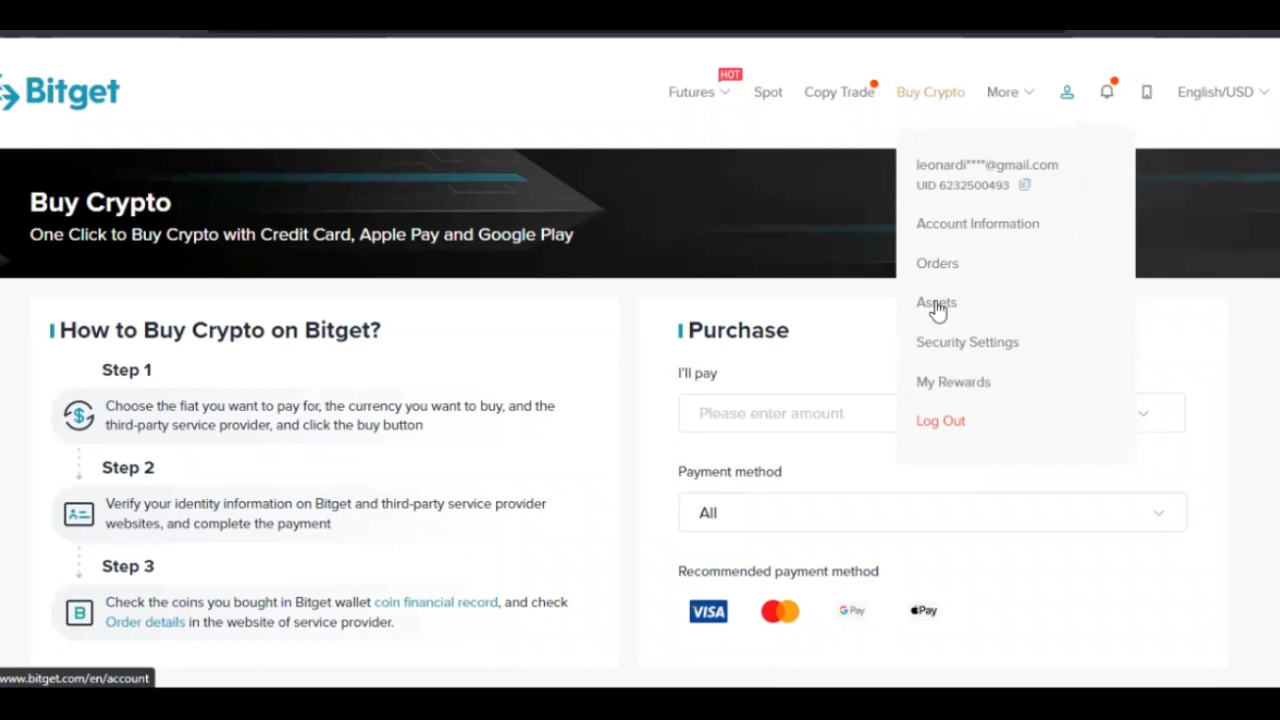 Bitget
HOT
Futures
Spot
Copy Trade
Buy Crypto
More
English/USD
leonardi****@gmail.com
UID 6232500493
Account Information
Orders
Assets
Security Settings
My Rewards
Log Out
Buy Crypto
One Click to Buy Crypto with Credit Card, Apple Pay and Google Play
How to Buy Crypto on Bitget?
Step 1
Choose the fiat you want to pay for, the currency you want to buy, and the
third-party service provider, and click the buy button
Step 2
Verify your identity information on Bitget and third-party service provider
websites, and complete the payment
Step 3
Check the coins you bought in Bitget wallet coin financial record, and check
Order details in the website of service provider.
Purchase
I'll pay
Please enter amount
Payment method
All
Recommended payment method
VISA
G Pay
Pay
www.bitget.com/en/account